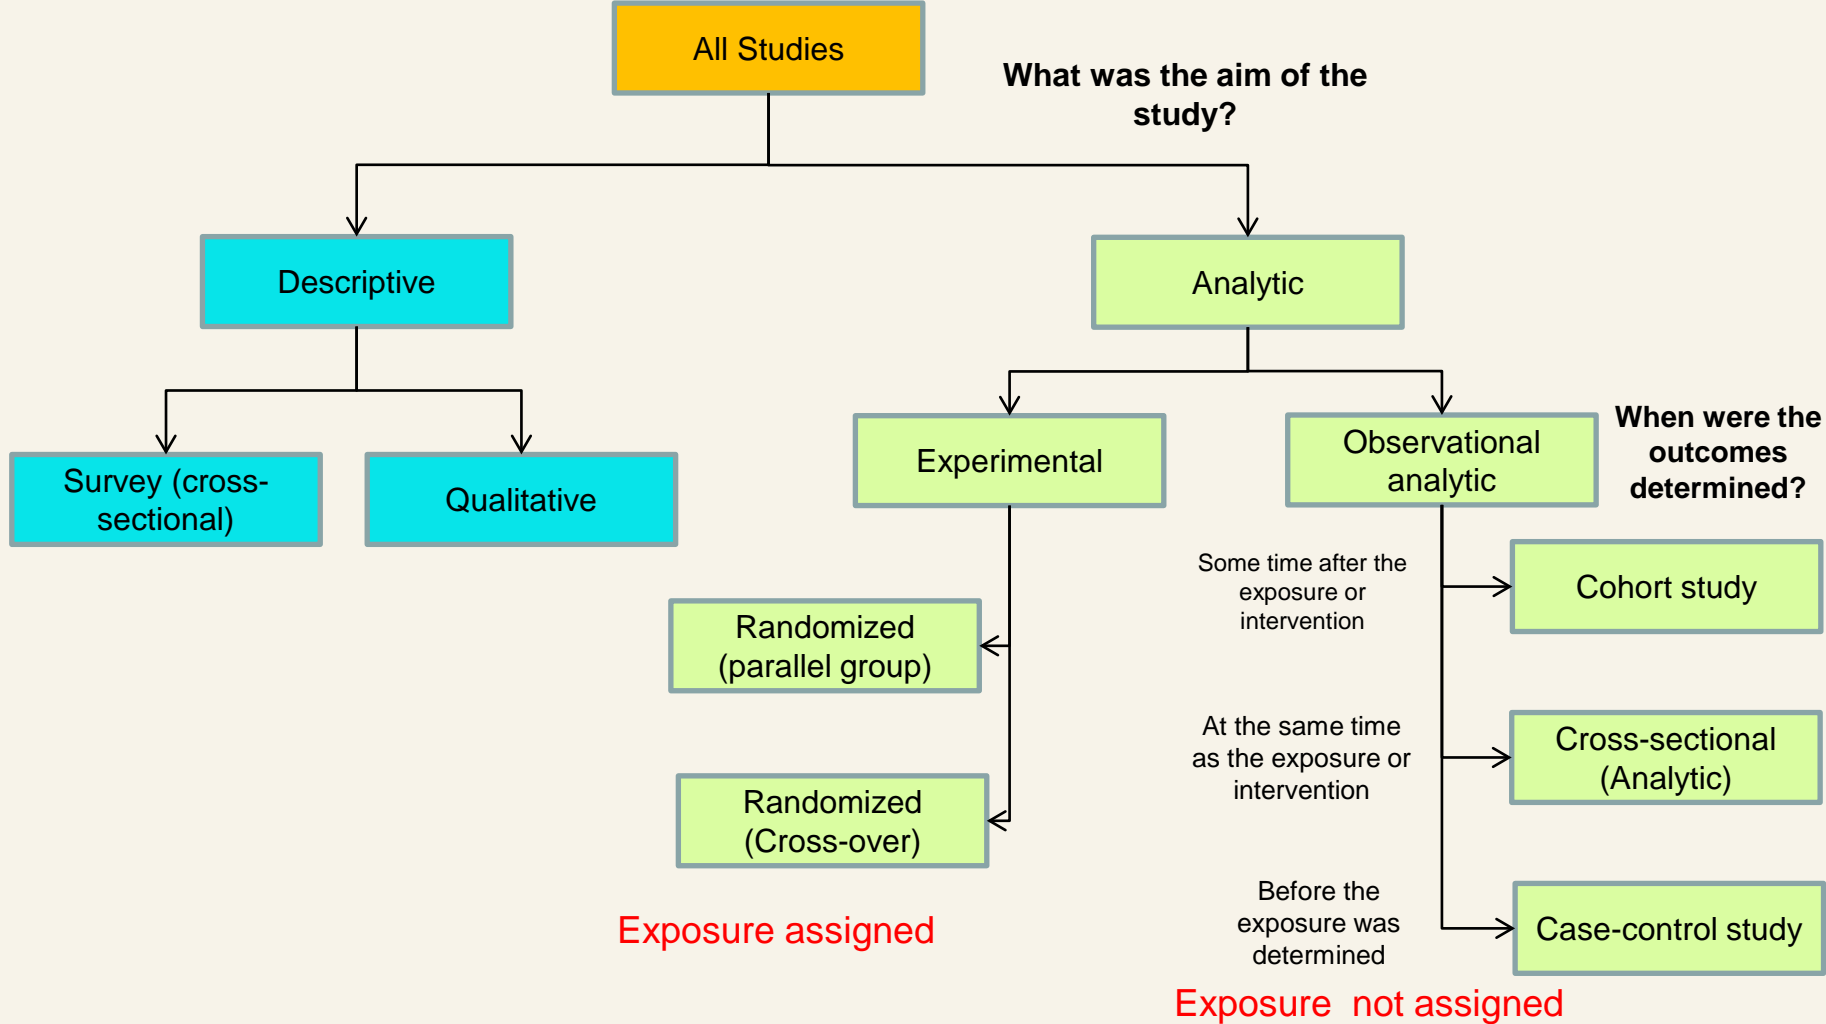 All Studies
What was the aim of the
study?
Descriptive
Analytic
Survey (cross-
sectional)
Qualitative
Experimental
Observational
analytic
When were the
outcomes
determined?
Some time after the
exposure or
intervention
Cohort study
Randomized
(parallel group)
At the same time
as the exposure or
intervention
Cross-sectional
(Analytic)
Randomized
(Cross-over)
Before the
exposure was
determined
Case-control study
Exposure assigned
Exposure  not assigned